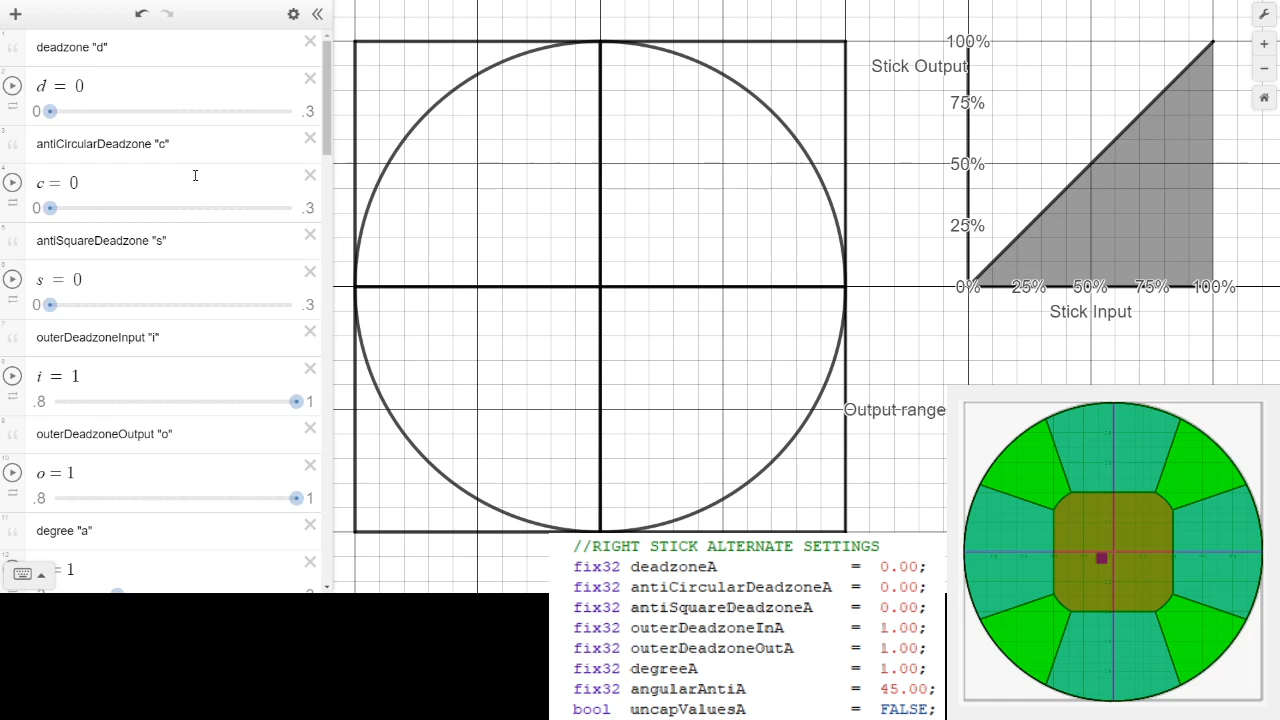 deadzone "d"
d = 0
0 .3
antiCircularDeadzone "c"
c = 0
0 .3
antiSquareDeadzone "s"
s = 0
0 .3
outerDeadzoneInput "i"
i = 1
.8 1
outerDeadzoneOutput "o"
o = 1
.8 1
degree "a"
= 1
100%
Stick Output
75%
50%
25%
0% 25% 50% 75% 100%
Stick Input
Output range
//RIGHT STICK ALTERNATE SETTINGS
fix32 deadzoneA = 0.00;
fix32 antiCircularDeadzoneA = 0.00;
fix32 antiSquareDeadzoneA = 0.00;
fix32 outerDeadzoneInA = 1.00;
fix32 outerDeadzoneOutA = 1.00;
fix32 degreeA = 1.00;
fix32 angularAntiA = 45.00;
bool uncapValuesA = FALSE;